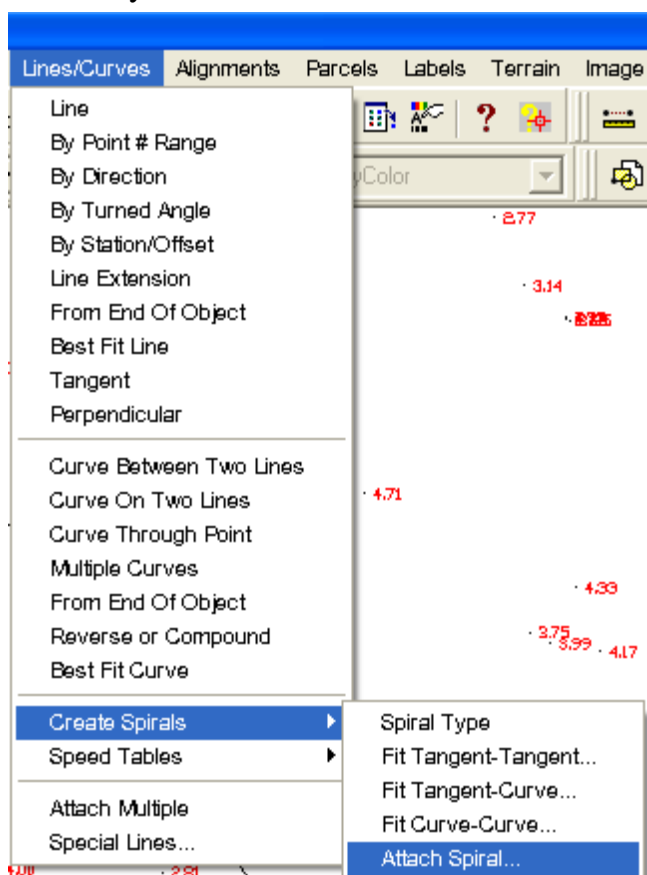 Lines/Curves Alignments Parcels Labels Terrain Image
Line
By Point # Range
By Direction
yColor
By Turned Angle
2.77
By Station/Offset
Line Extension
3.14
From End Of Object
Best Fit Line
Tangent
Perpendicular
Curve Between Two Lines
Curve On Two Lines
4.71
Curve Through Point
Multiple Curves
From End Of Object
4.33
Reverse or Compound
3.75
3.99
4.17
Best Fit Curve
Create Spirals
Spiral Type
Speed Tables
Fit Tangent-Tangent...
Fit Tangent-Curve...
Attach Multiple
Fit Curve-Curve...
Special Lines...
Attach Spiral...